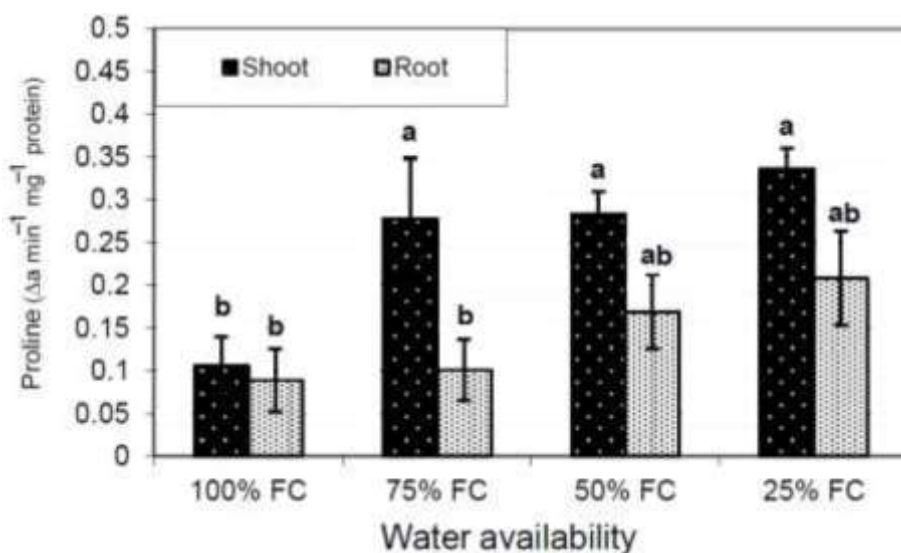 0.5
0.45
0.4
0.35
0.3
0.25
0.2
0.15
0.1
0.05
0
Proline (Δa min⁻¹ mg⁻¹ protein)
Shoot Root
b b a b a ab a ab
100% FC 75% FC 50% FC 25% FC
Water availability